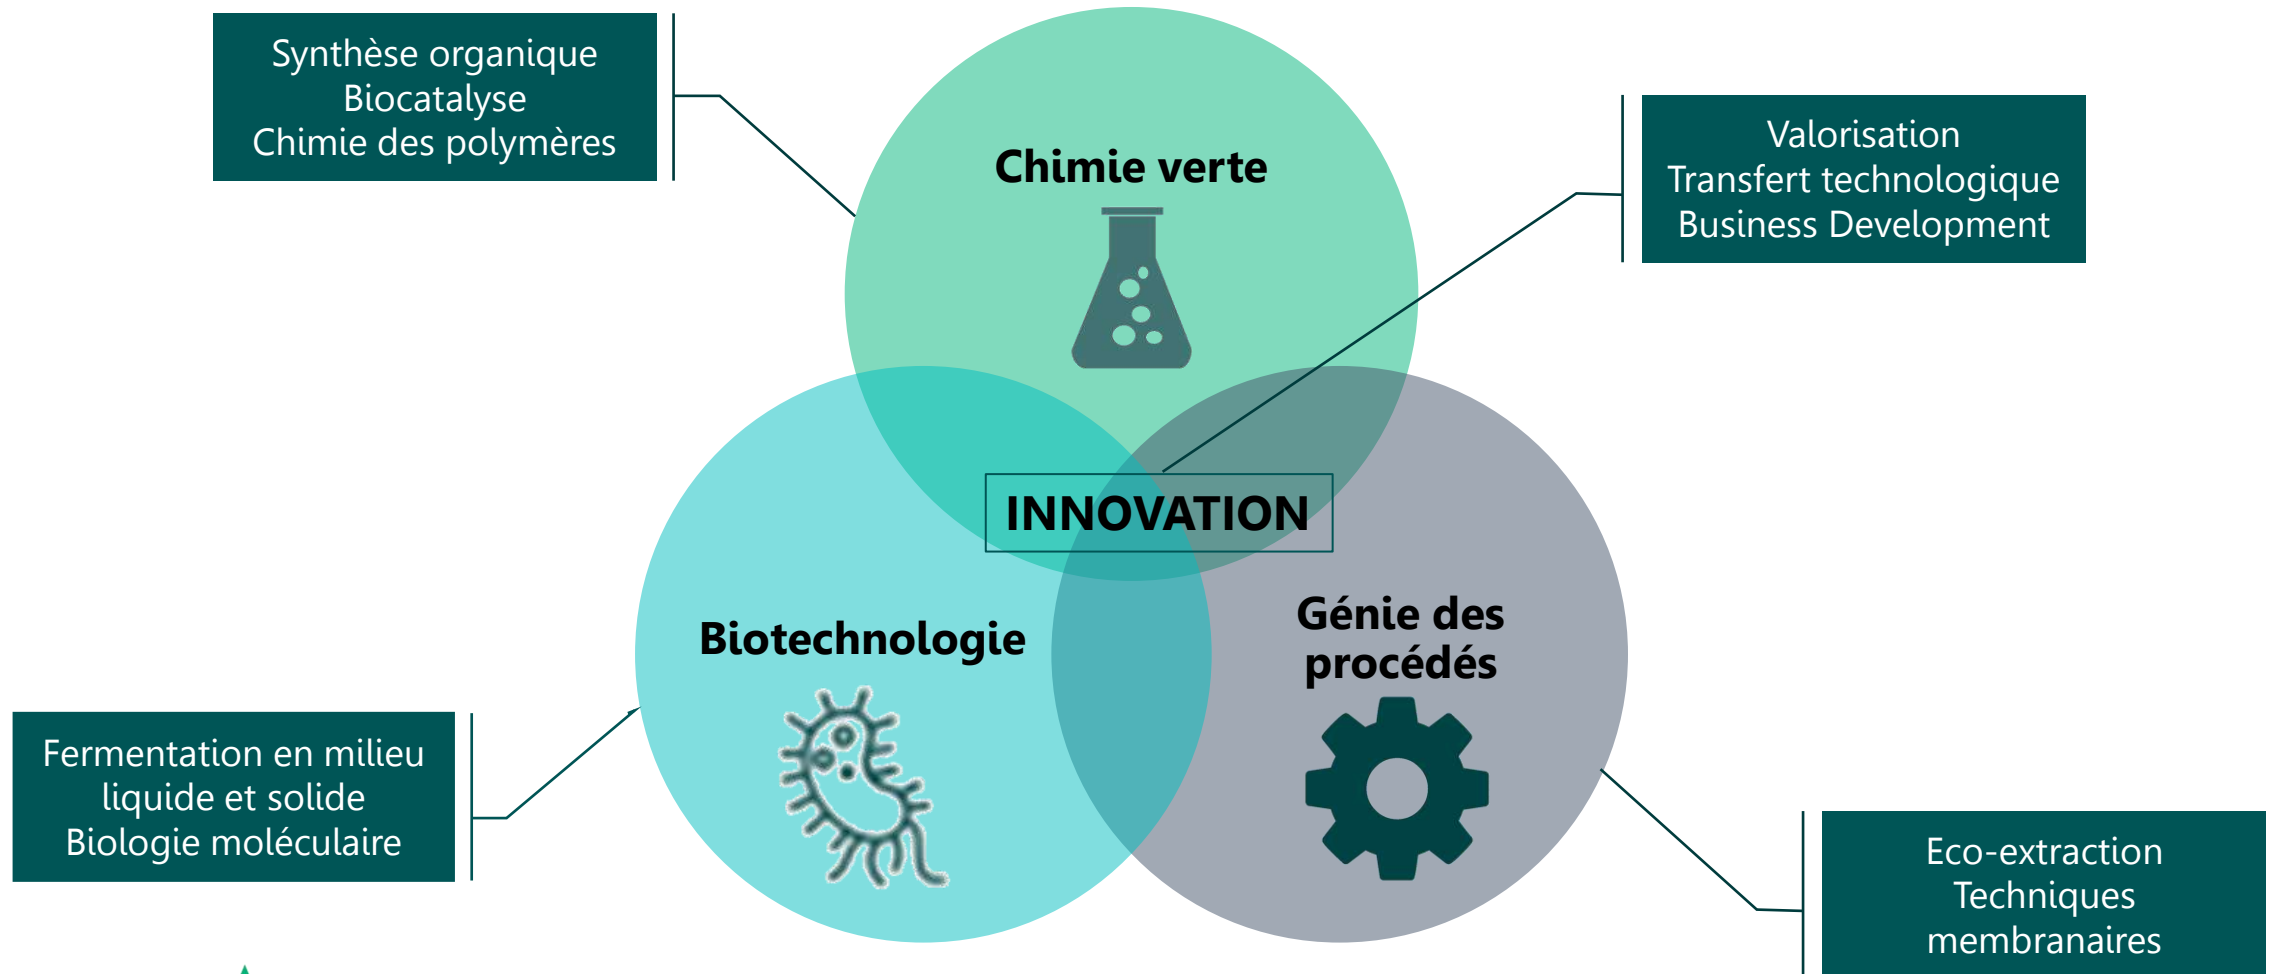 Synthèse organique
Biocatalyse
Chimie des polymères
Chimie verte
Valorisation
Transfert technologique
Business Development
INNOVATION
Biotechnologie
Génie des
procédés
Fermentation en milieu
liquide et solide
Biologie moléculaire
Eco-extraction
Techniques
membranaires